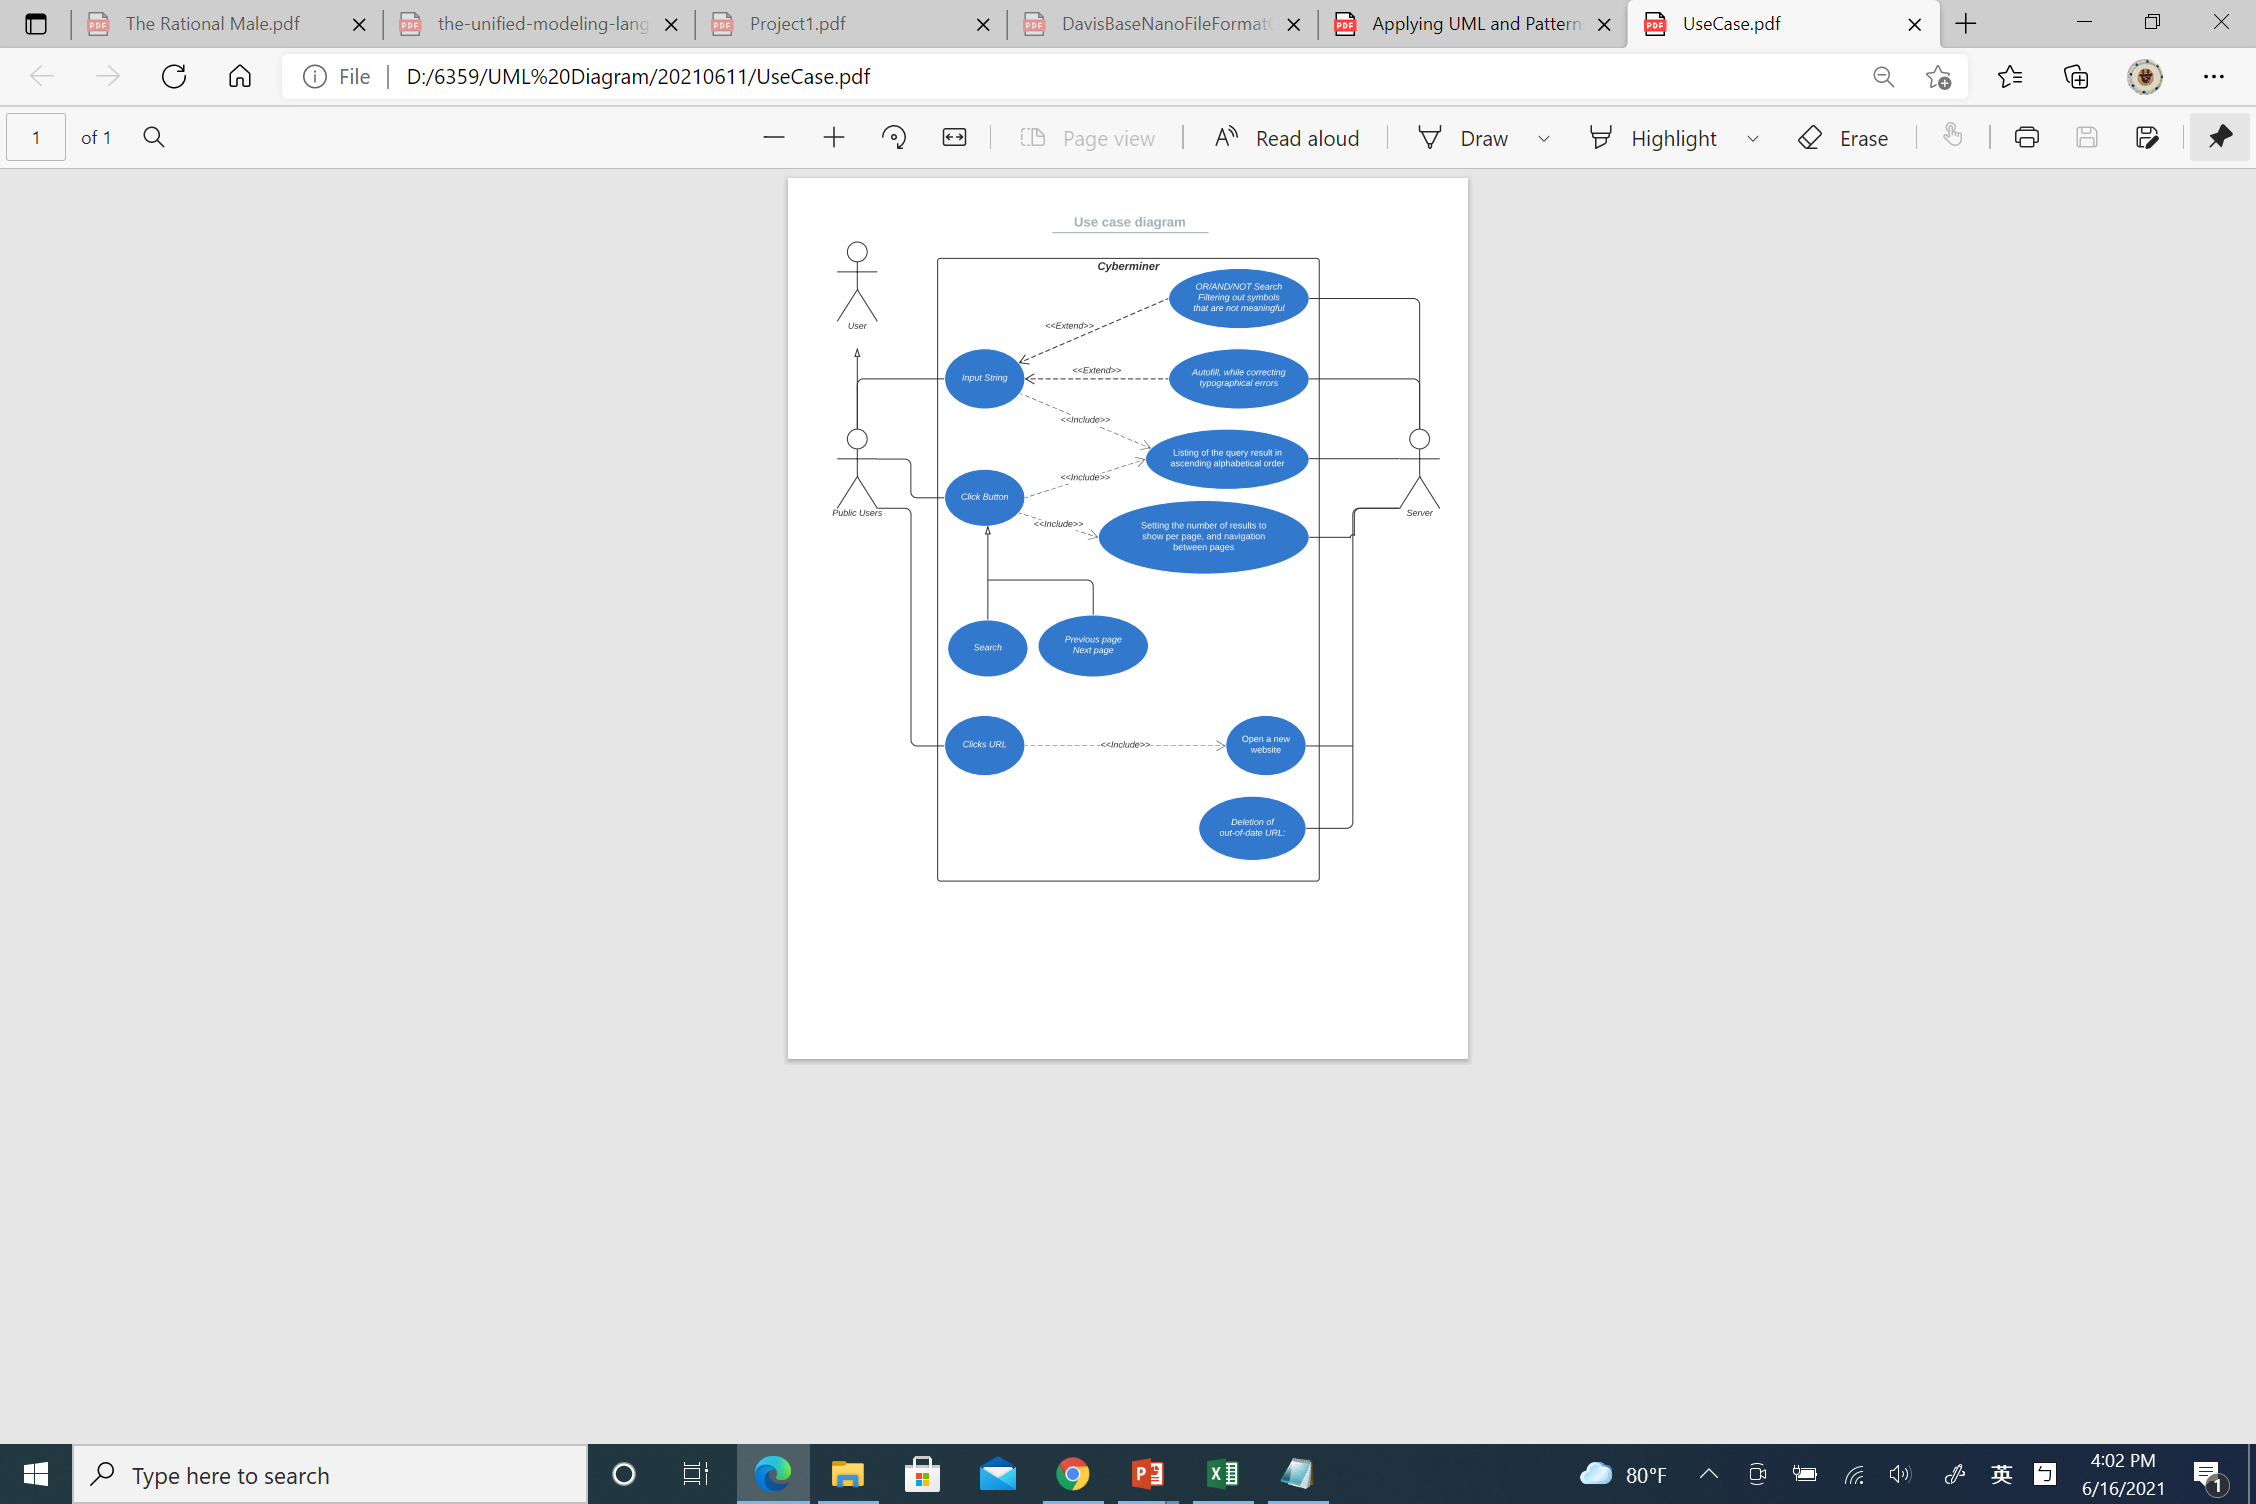 The Rational Male.pdf
the-unified-modeling-lang
Project1.pdf
DavisBaseNanoFileFormat
Applying UML and Pattern
UseCase.pdf
File
D:/6359/UML%20Diagram/20210611/UseCase.pdf
1
of 1
Page view
Read aloud
Draw
Highlight
Erase
Use case diagram
Cyberminer
OR/AND/NOT Search
Filtering out symbols
that are not meaningful
User
<<Extend>>
Input String
<<Extend>>
Autofill, while correcting
typographical errors
<<Include>>
Listing of the query result in
ascending alphabetical order
<<Include>>
Click Button
Public Users
Server
<<Include>>
Setting the number of results to
show per page, and navigation
between pages
Search
Previous page
Next page
Clicks URL
<<Include>>
Open a new
website
Deletion of
out-of-date URL:
Type here to search
80°F
英
4:02 PM
6/16/2021
1